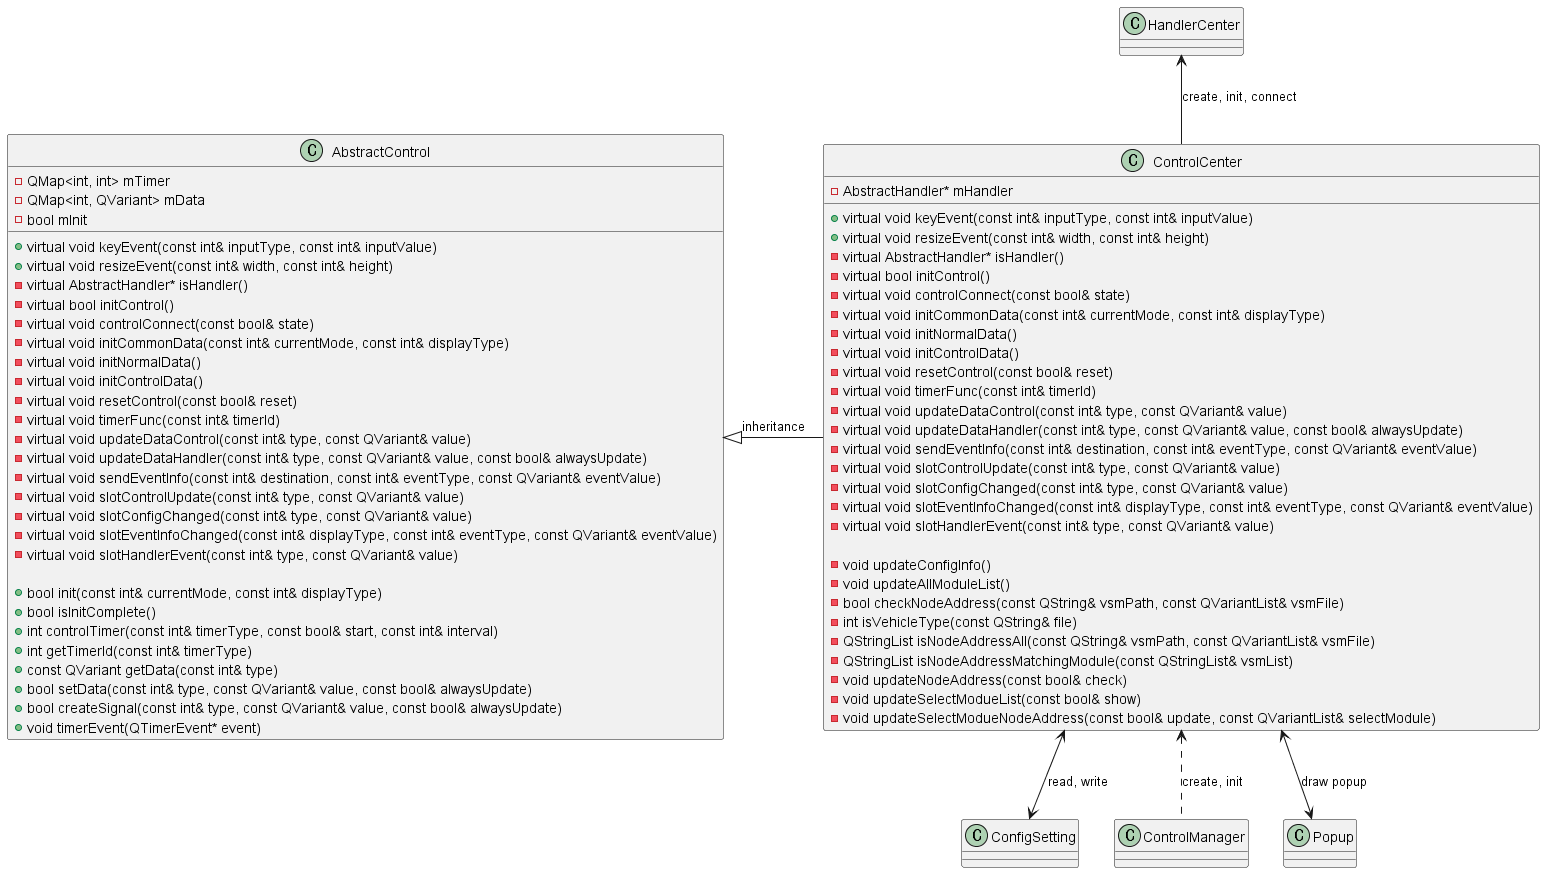 C HandlerCenter
create, init, connect
C AbstractControl
QMap<int, int> mTimer
QMap<int, QVariant> mData
bool mInit
virtual void keyEvent(const int& inputType, const int& inputValue)
virtual void resizeEvent(const int& width, const int& height)
virtual AbstractHandler* isHandler()
virtual bool initControl()
virtual void controlConnect(const bool& state)
virtual void initCommonData(const int& currentMode, const int& displayType)
virtual void initNormalData()
virtual void initControlData()
virtual void resetControl(const bool& reset)
virtual void timerFunc(const int& timerId)
virtual void updateDataControl(const int& type, const QVariant& value)
virtual void updateDataHandler(const int& type, const QVariant& value, const bool& alwaysUpdate)
virtual void sendEventInfo(const int& destination, const int& eventType, const QVariant& eventValue)
virtual void slotControlUpdate(const int& type, const QVariant& value)
virtual void slotConfigChanged(const int& type, const QVariant& value)
virtual void slotEventInfoChanged(const int& displayType, const int& eventType, const QVariant& eventValue)
virtual void slotHandlerEvent(const int& type, const QVariant& value)
bool init(const int& currentMode, const int& displayType)
bool isInitComplete()
int controlTimer(const int& timerType, const bool& start, const int& interval)
int getTimerId(const int& timerType)
const QVariant getData(const int& type)
bool setData(const int& type, const QVariant& value, const bool& alwaysUpdate)
bool createSignal(const int& type, const QVariant& value, const bool& alwaysUpdate)
void timerEvent(QTimerEvent* event)
inheritance
C ControlCenter
AbstractHandler* mHandler
virtual void keyEvent(const int& inputType, const int& inputValue)
virtual void resizeEvent(const int& width, const int& height)
virtual AbstractHandler* isHandler()
virtual bool initControl()
virtual void controlConnect(const bool& state)
virtual void initCommonData(const int& currentMode, const int& displayType)
virtual void initNormalData()
virtual void initControlData()
virtual void resetControl(const bool& reset)
virtual void timerFunc(const int& timerId)
virtual void updateDataControl(const int& type, const QVariant& value)
virtual void updateDataHandler(const int& type, const QVariant& value, const bool& alwaysUpdate)
virtual void sendEventInfo(const int& destination, const int& eventType, const QVariant& eventValue)
virtual void slotControlUpdate(const int& type, const QVariant& value)
virtual void slotConfigChanged(const int& type, const QVariant& value)
virtual void slotEventInfoChanged(const int& displayType, const int& eventType, const QVariant& eventValue)
virtual void slotHandlerEvent(const int& type, const QVariant& value)
void updateConfigInfo()
void updateAllModuleList()
bool checkNodeAddress(const QString& vsmPath, const QVariantList& vsmFile)
int isVehicleType(const QString& file)
QStringList isNodeAddressAll(const QString& vsmPath, const QVariantList& vsmFile)
QStringList isNodeAddressMatchingModule(const QStringList& vsmList)
void updateNodeAddress(const bool& check)
void updateSelectModueList(const bool& show)
void updateSelectModueNodeAddress(const bool& update, const QVariantList& selectModule)
read, write
create, init
draw popup
C ConfigSetting
C ControlManager
C Popup